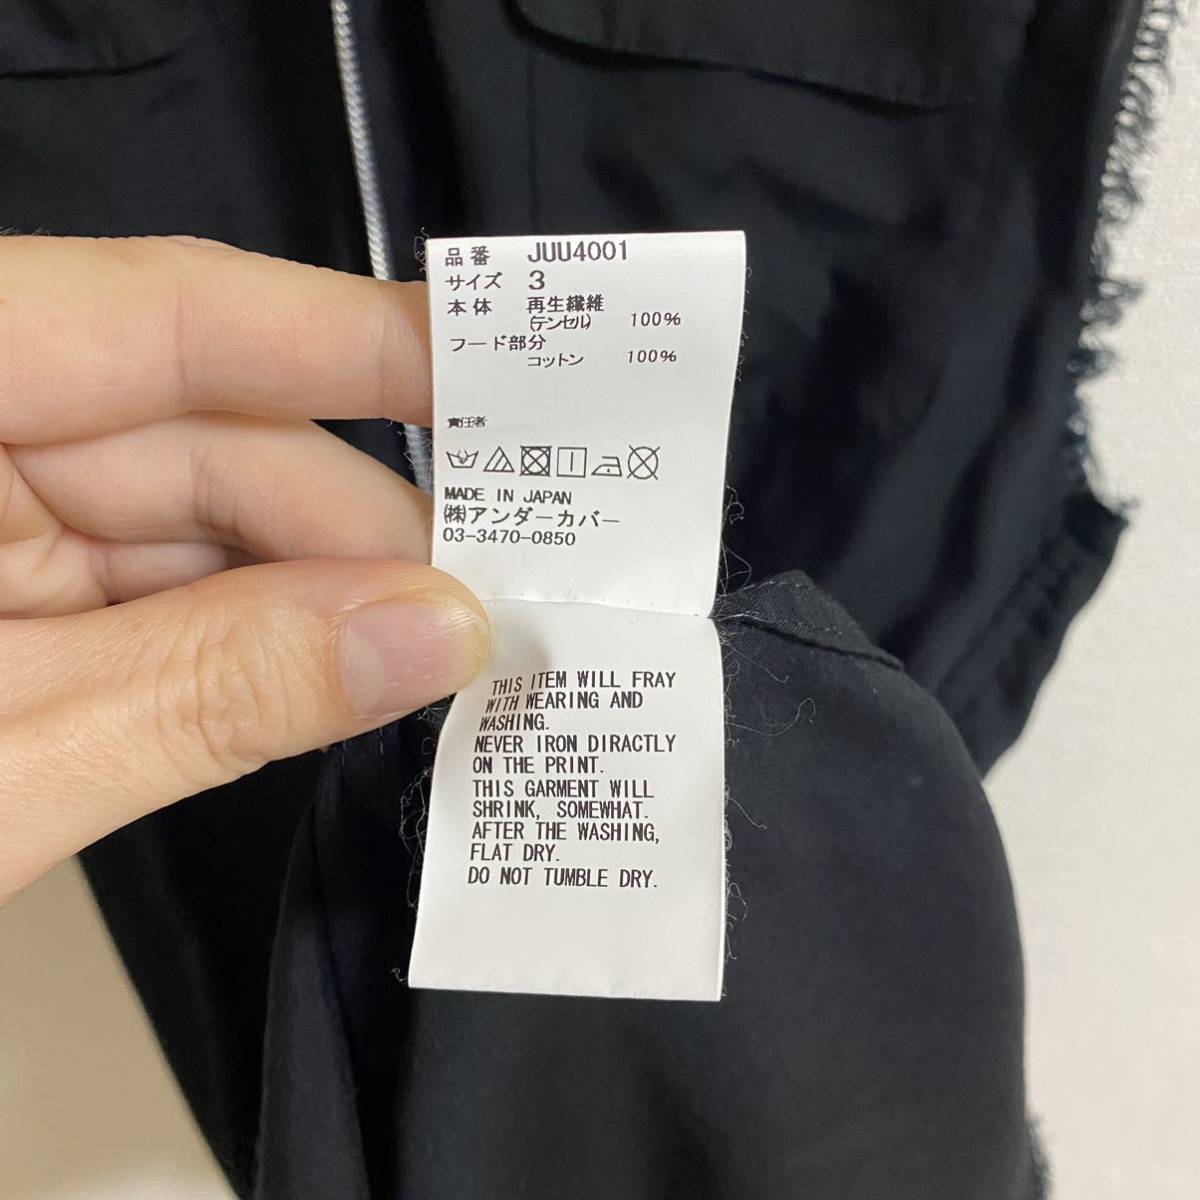 品番 JUU4001
サイズ 3
本体 再生繊維
(テンセル) 100%
フード部分
コットン 100%
責任者
MADE IN JAPAN
(株)アンダーカバー
03-3470-0850
THIS ITEM WILL FRAY
WITH WEARING AND
WASHING.
NEVER IRON DIRACTLY
ON THE PRINT.
THIS GARMENT WILL
SHRINK, SOMEWHAT.
AFTER THE WASHING,
FLAT DRY.
DO NOT TUMBLE DRY.